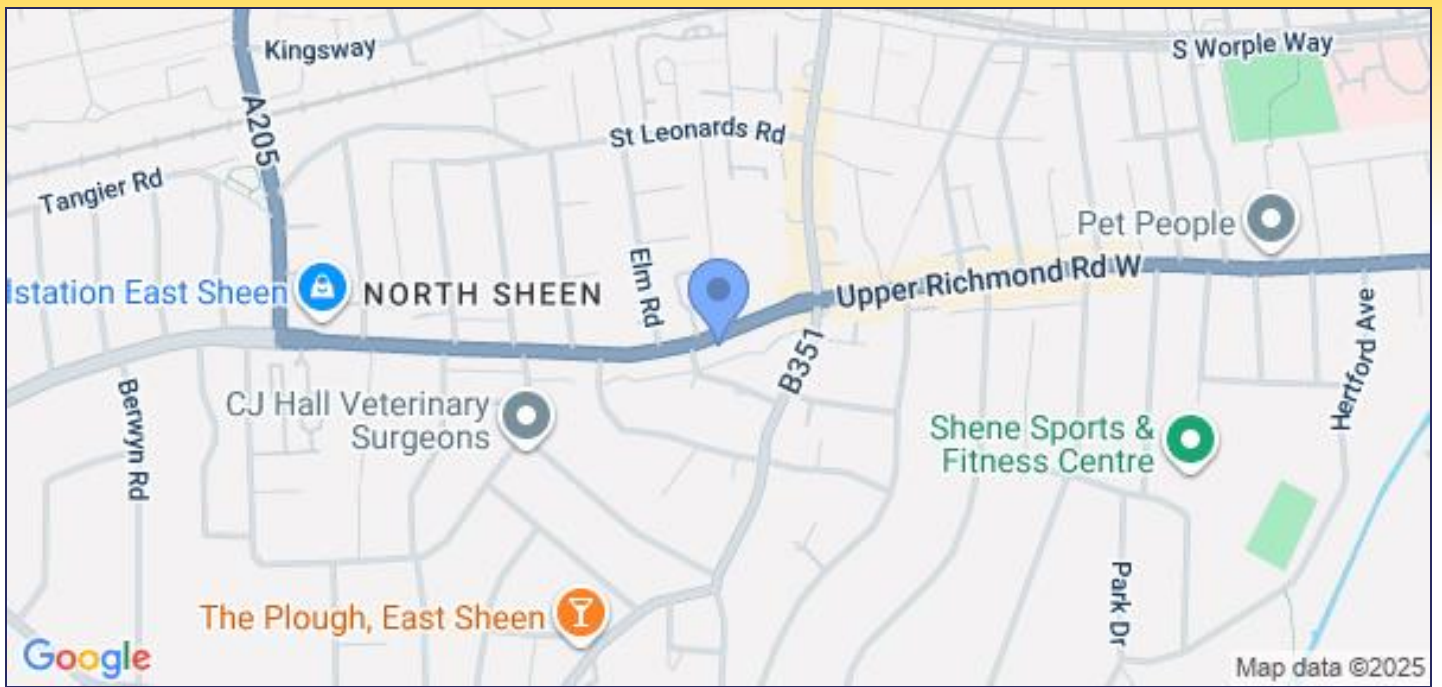 Kingsway
S Worple Way
A205
St Leonards Rd
Tangier Rd
Pet People
lstation East Sheen
NORTH SHEEN
Elm Rd
Upper Richmond Rd W
Hertford Ave
B351
Berwyn Rd
CJ Hall Veterinary
Surgeons
Shene Sports &
Fitness Centre
Park Dr
The Plough, East Sheen
Google
Map data ©2025